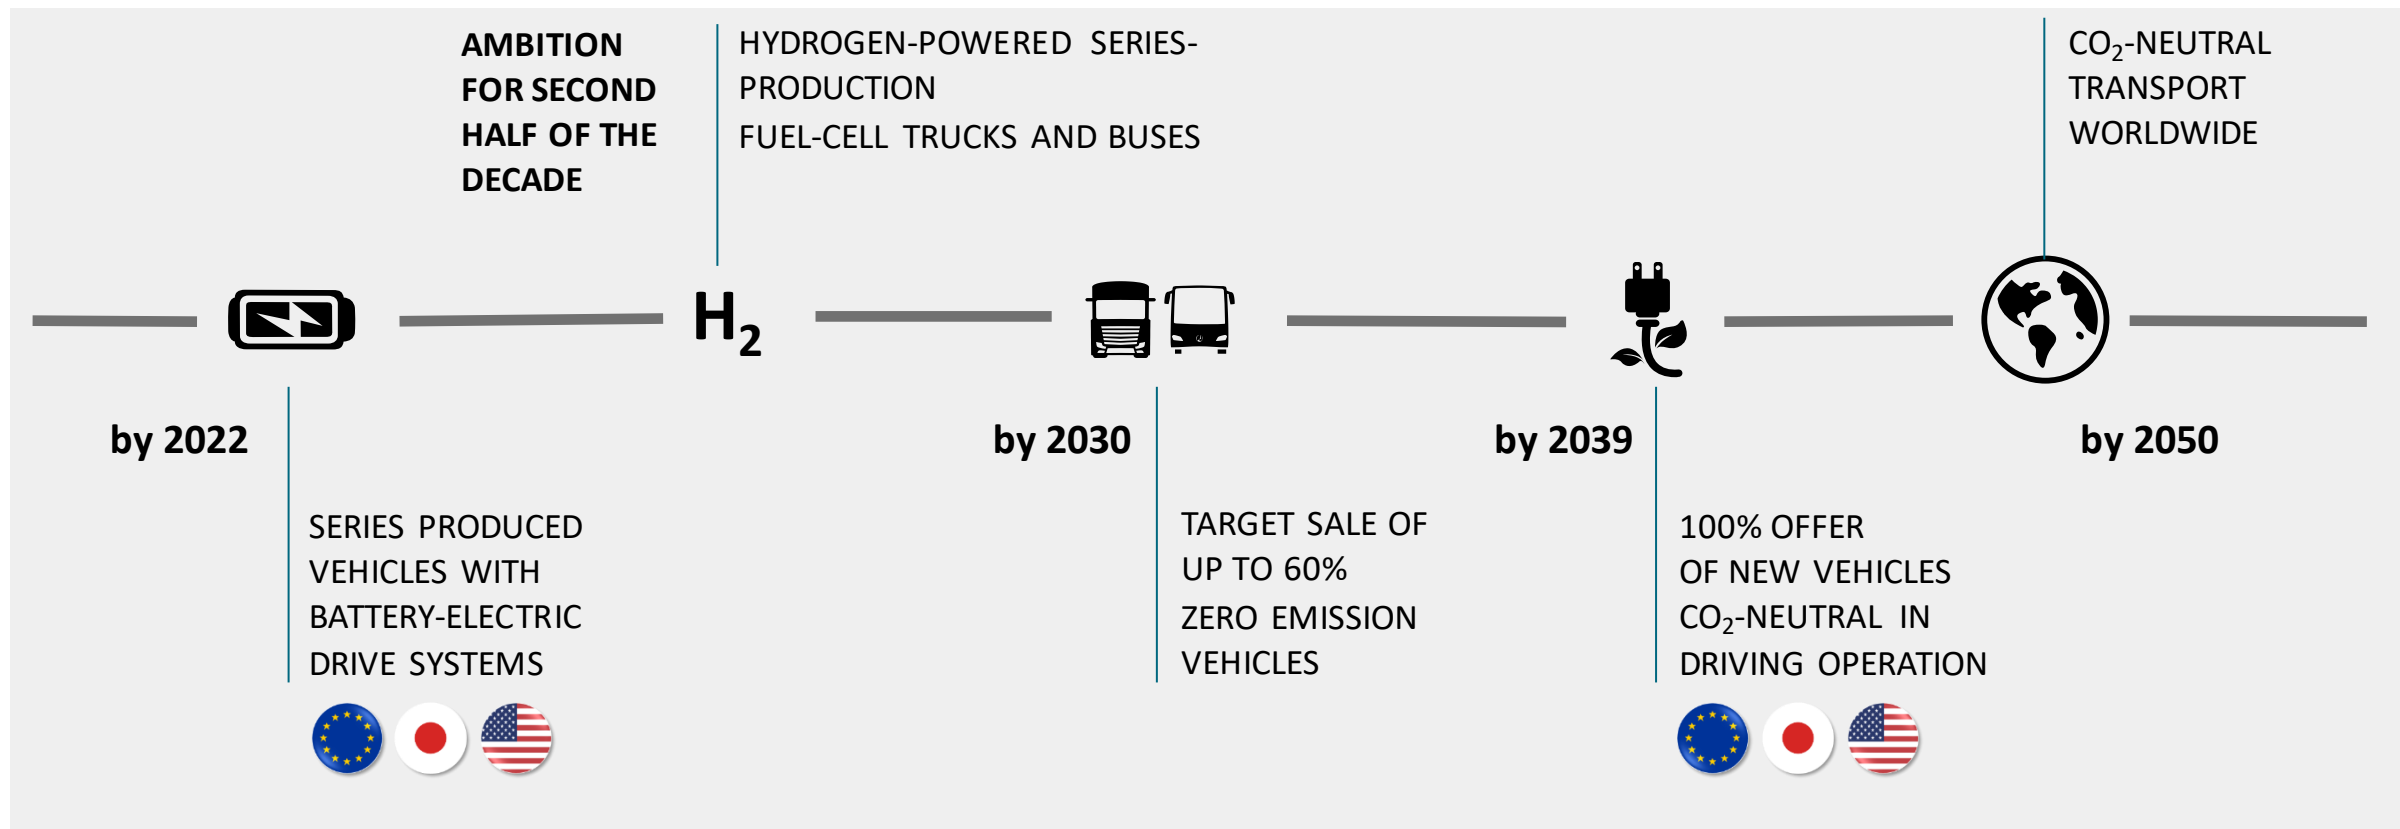 AMBITION
FOR SECOND
HALF OF THE
DECADE
HYDROGEN-POWERED SERIES-
PRODUCTION
FUEL-CELL TRUCKS AND BUSES
CO₂-NEUTRAL
TRANSPORT
WORLDWIDE
H₂
by 2022
by 2030
by 2039
by 2050
SERIES PRODUCED
VEHICLES WITH
BATTERY-ELECTRIC
DRIVE SYSTEMS
TARGET SALE OF
UP TO 60%
ZERO EMISSION
VEHICLES
100% OFFER
OF NEW VEHICLES
CO₂-NEUTRAL IN
DRIVING OPERATION